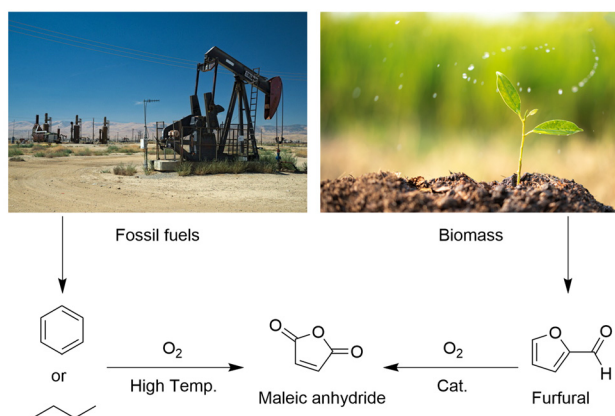 Fossil fuels
Biomass
or
O₂
High Temp.
O
O
O
Maleic anhydride
O₂
Cat.
O
O
H
Furfural